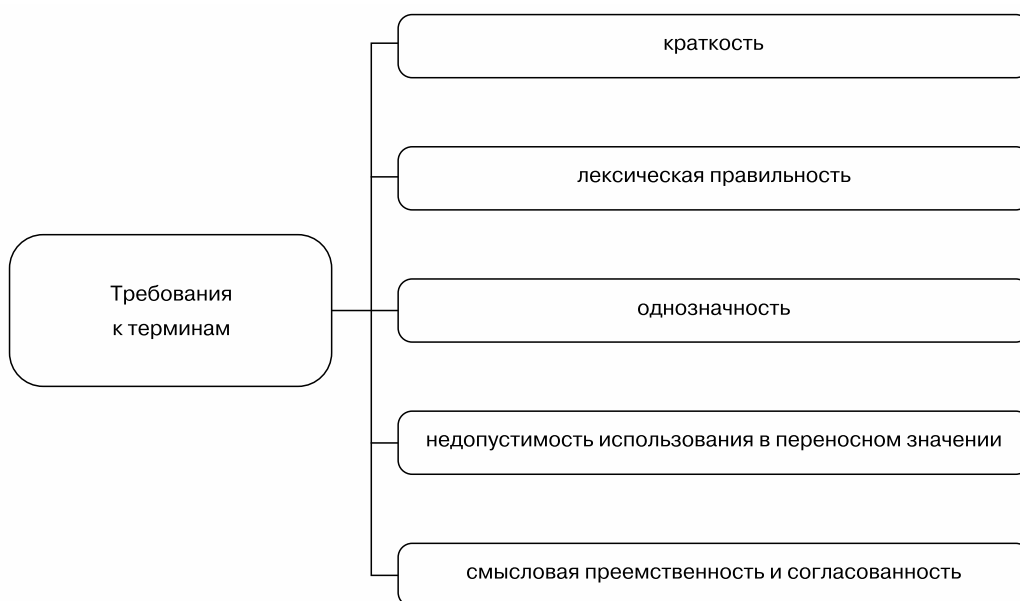 Требования
к терминам
краткость
лексическая правильность
однозначность
недопустимость использования в переносном значении
смысловая преемственность и согласованность